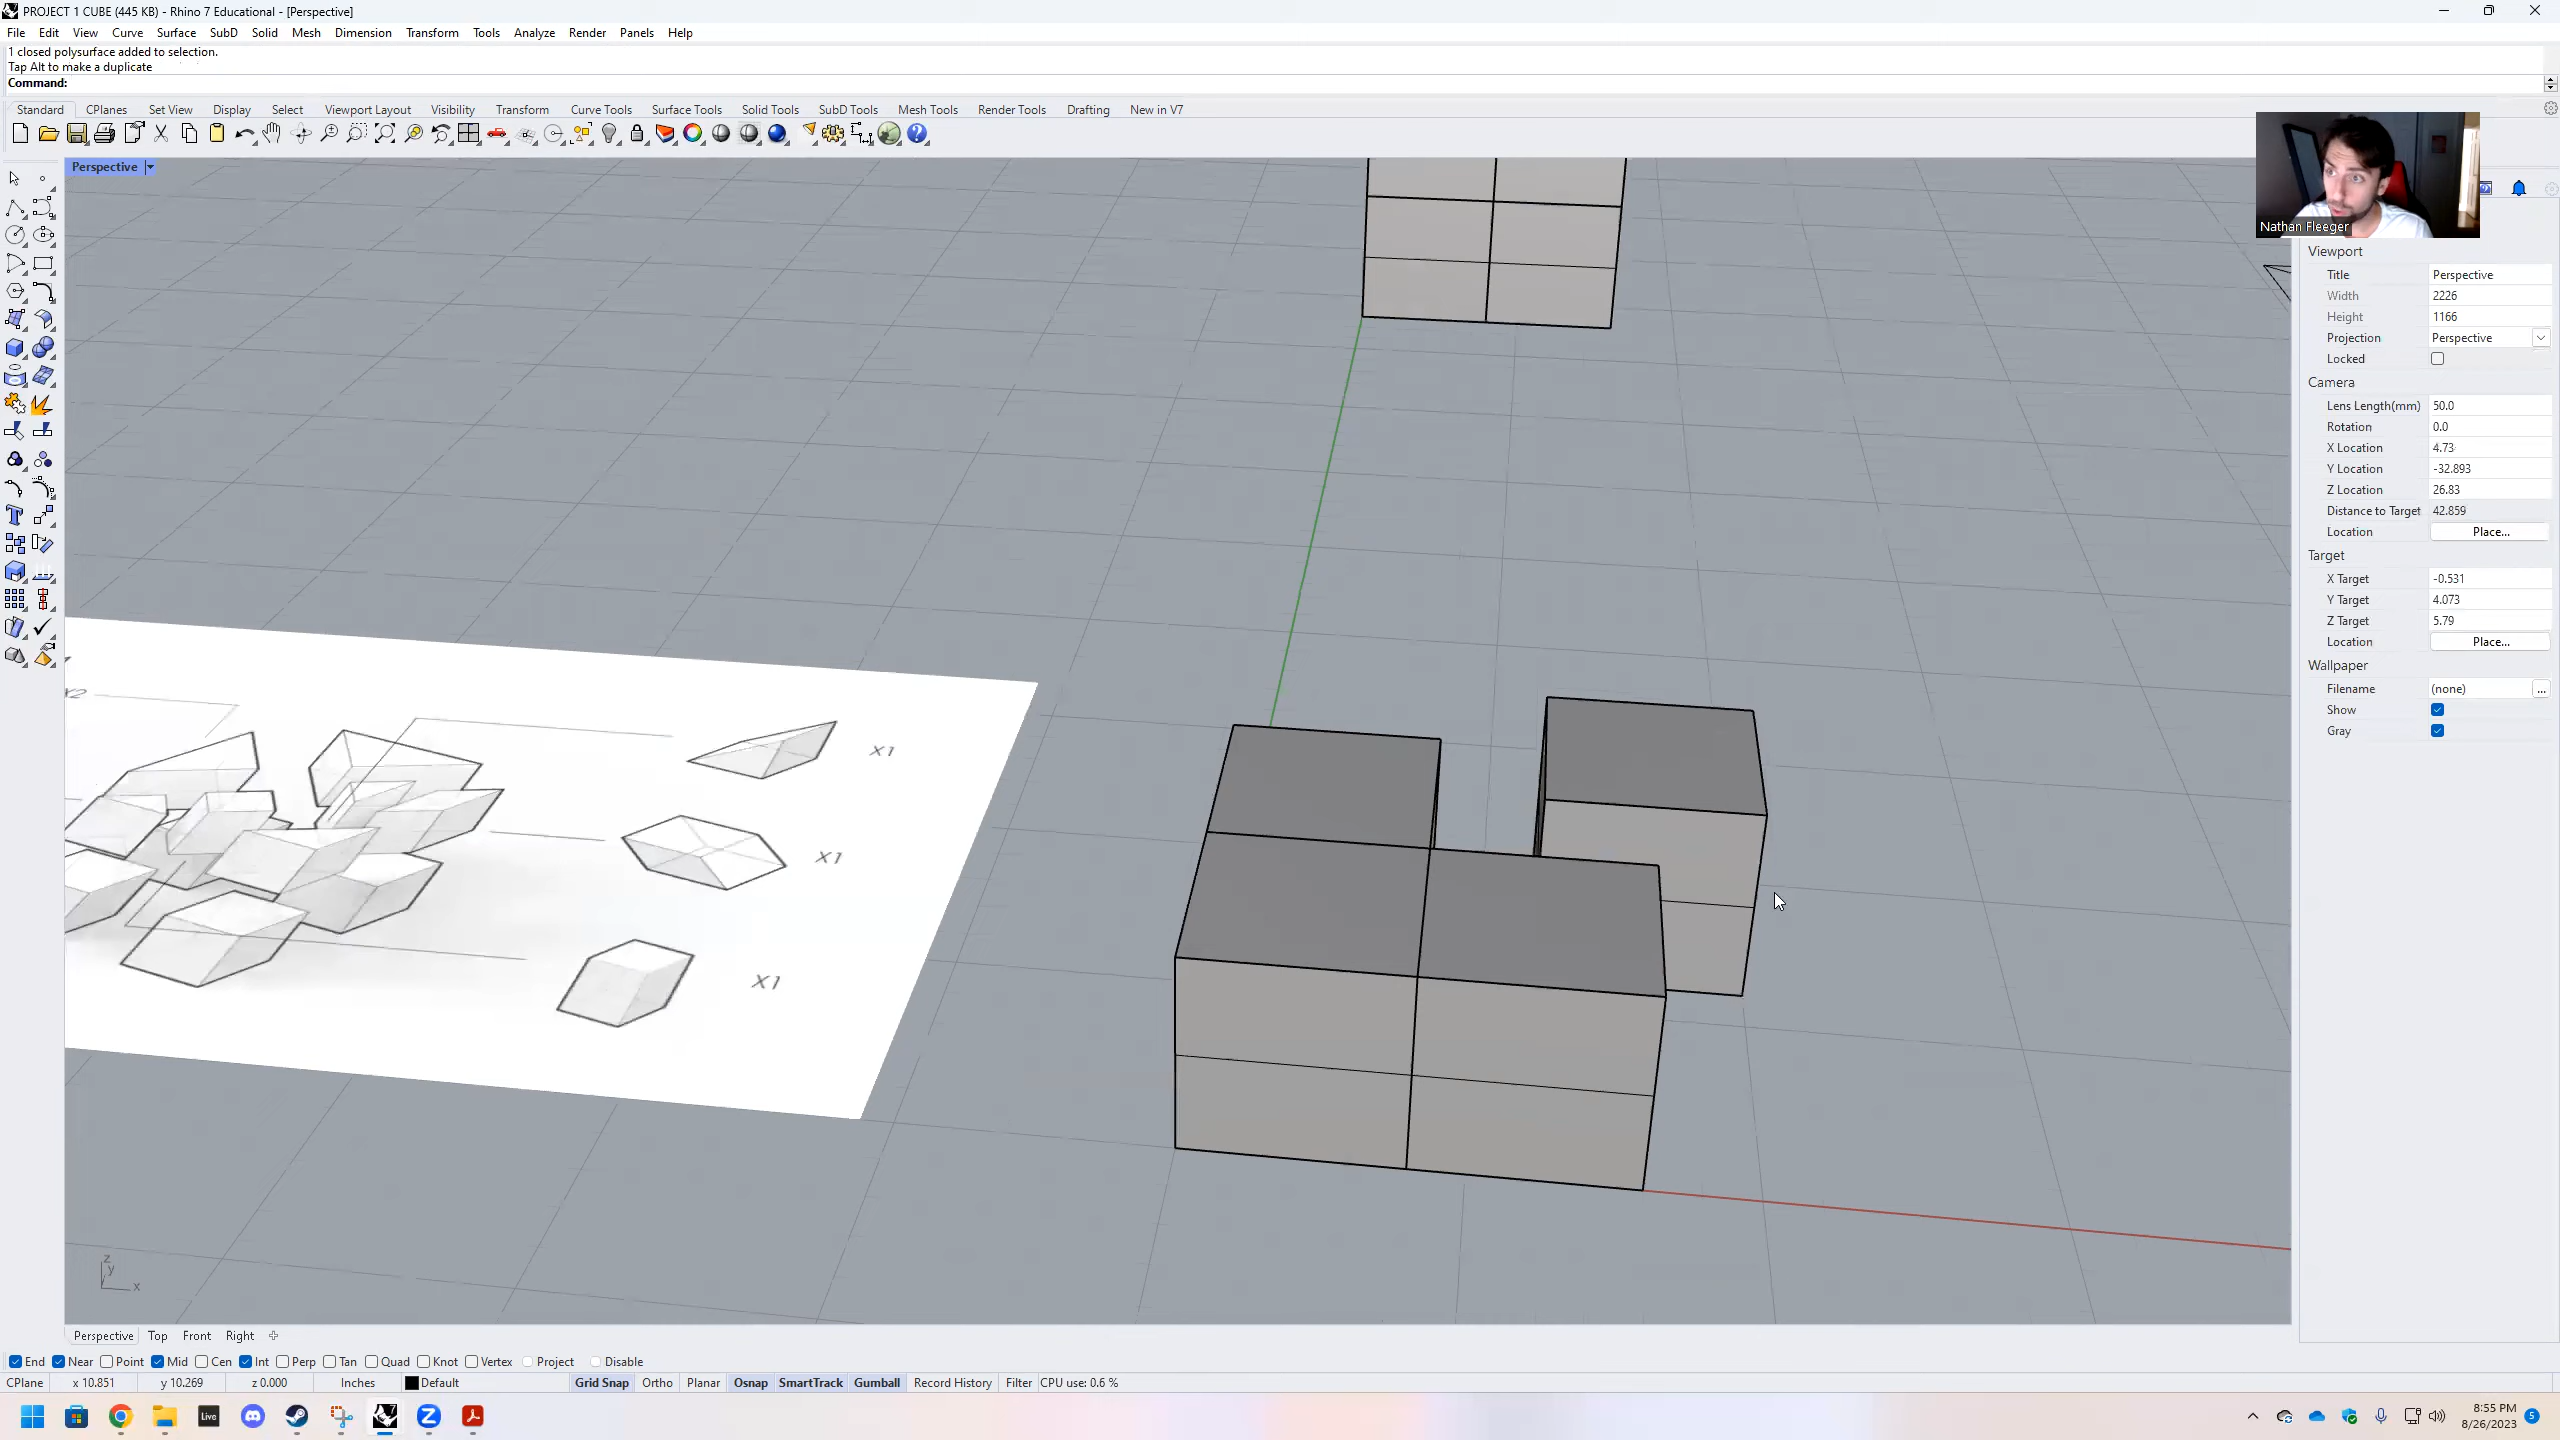 PROJECT 1 CUBE (445 KB) - Rhino 7 Educational - [Perspective]
File Edit View Curve Surface SubD Solid Mesh Dimension Transform Tools Analyze Render Panels Help
1 closed polysurface added to selection.
Tap Alt to make a duplicate
Command:
Standard CPlanes Set View Display Select Viewport Layout Visibility Transform Curve Tools Surface Tools Solid Tools SubD Tools Mesh Tools Render Tools Drafting New in V7
Perspective
Nathan Fleeger
Viewport
Title Perspective
Width 2226
Height 1166
Projection Perspective
Locked
Camera
Lens Length(mm) 50.0
Rotation 0.0
X Location 4.73
Y Location -32.893
Z Location 26.83
Distance to Target 42.859
Location Place...
Target
X Target -0.531
Y Target 4.073
Z Target 5.79
Location Place...
Wallpaper
Filename (none) ...
Show
Gray
X2
X1
X1
X1
z
y
x
Perspective Top Front Right
End Near Point Mid Cen Int Perp Tan Quad Knot Vertex Project Disable
CPlane x 10.851 y 10.269 z 0.000 Inches Default Grid Snap Ortho Planar Osnap SmartTrack Gumball Record History Filter CPU use: 0.6 %
Live
8:55 PM
8/26/2023
5